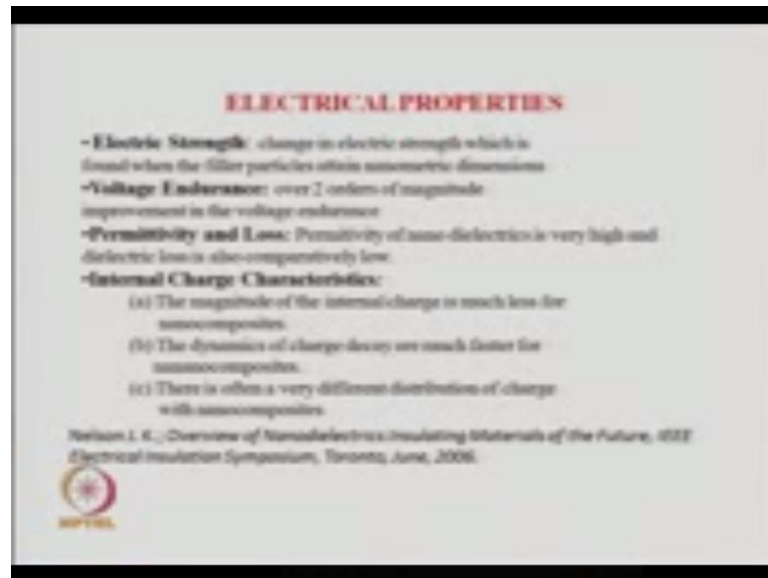 ELECTRICAL PROPERTIES
•Electric Strength: change in electric strength which is
found when the filler particles attain nanometric dimensions
•Voltage Endurance: over 2 orders of magnitude
improvement in the voltage endurance
•Permittivity and Loss: Permitivity of nano dielectrics is very high and
dielectric loss is also comparatively low.
•Internal Charge Characteristics:
(a) The magnitude of the internal charge is much less for
nanocomposites.
(b) The dynamics of charge decay are much faster for
nananocomposites.
(c) There is often a very different distribution of charge
with nanocomposites
Nelson J. K.; Overview of Nanodielectrics Insulating Materials of the Future, IEEE
Electrical Insulation Symposium, Toronto, June, 2006.
NPTEL